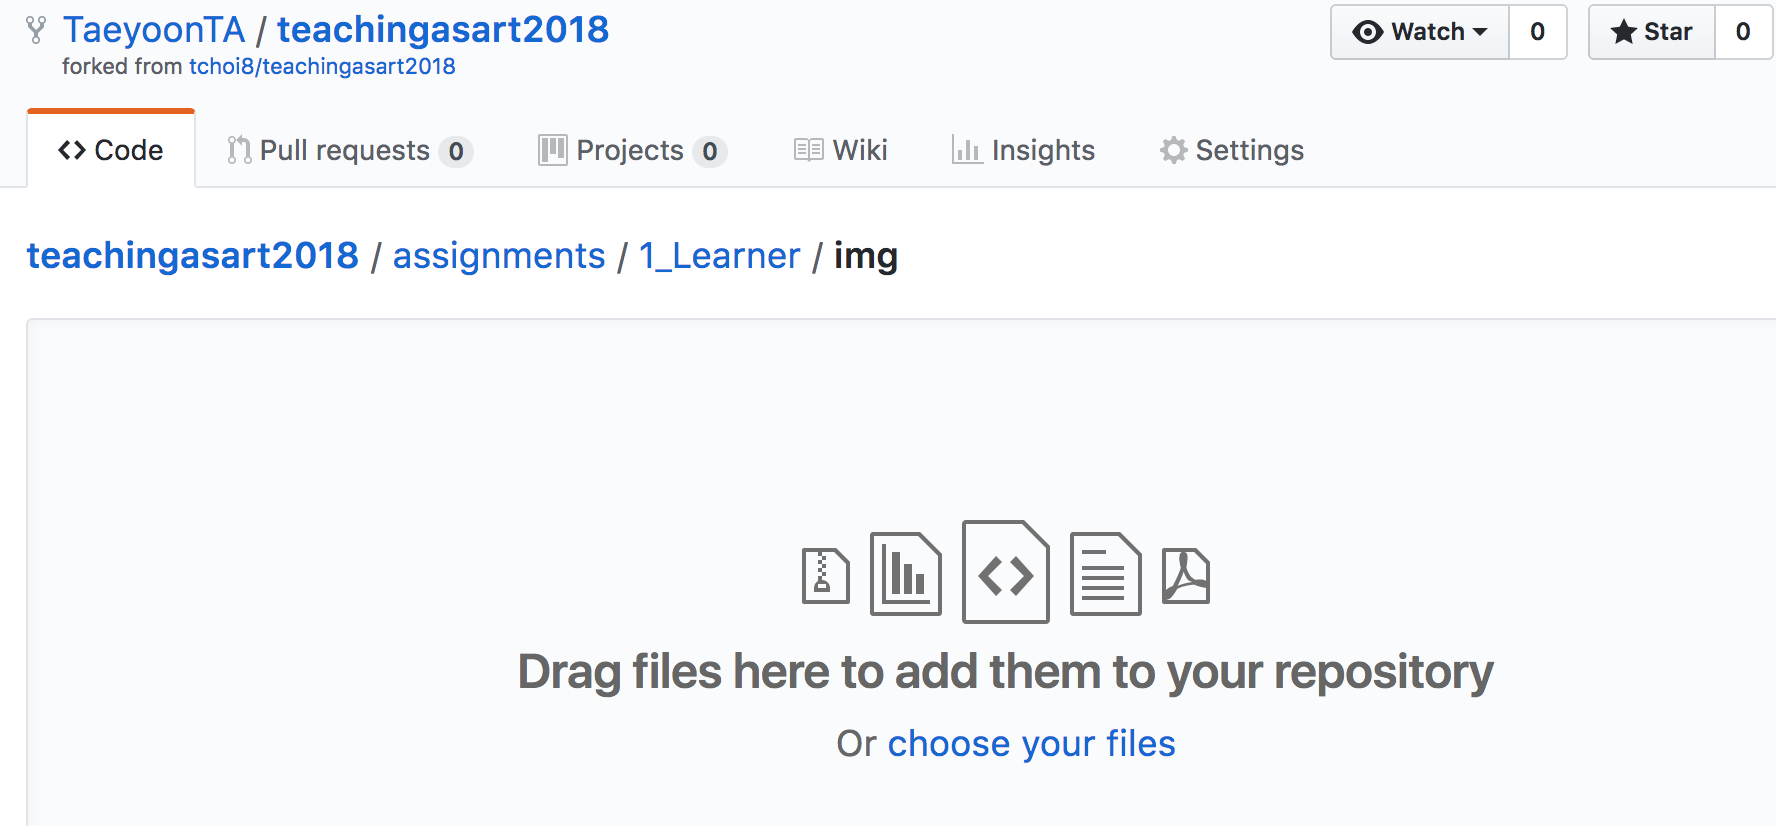 TaeyoonTA / teachingasart2018
Watch 0
Star 0
forked from tchoi8/teachingasart2018
Code
Pull requests 0
Projects 0
Wiki
Insights
Settings
teachingasart2018 / assignments / 1_Learner / img
Drag files here to add them to your repository
Or choose your files